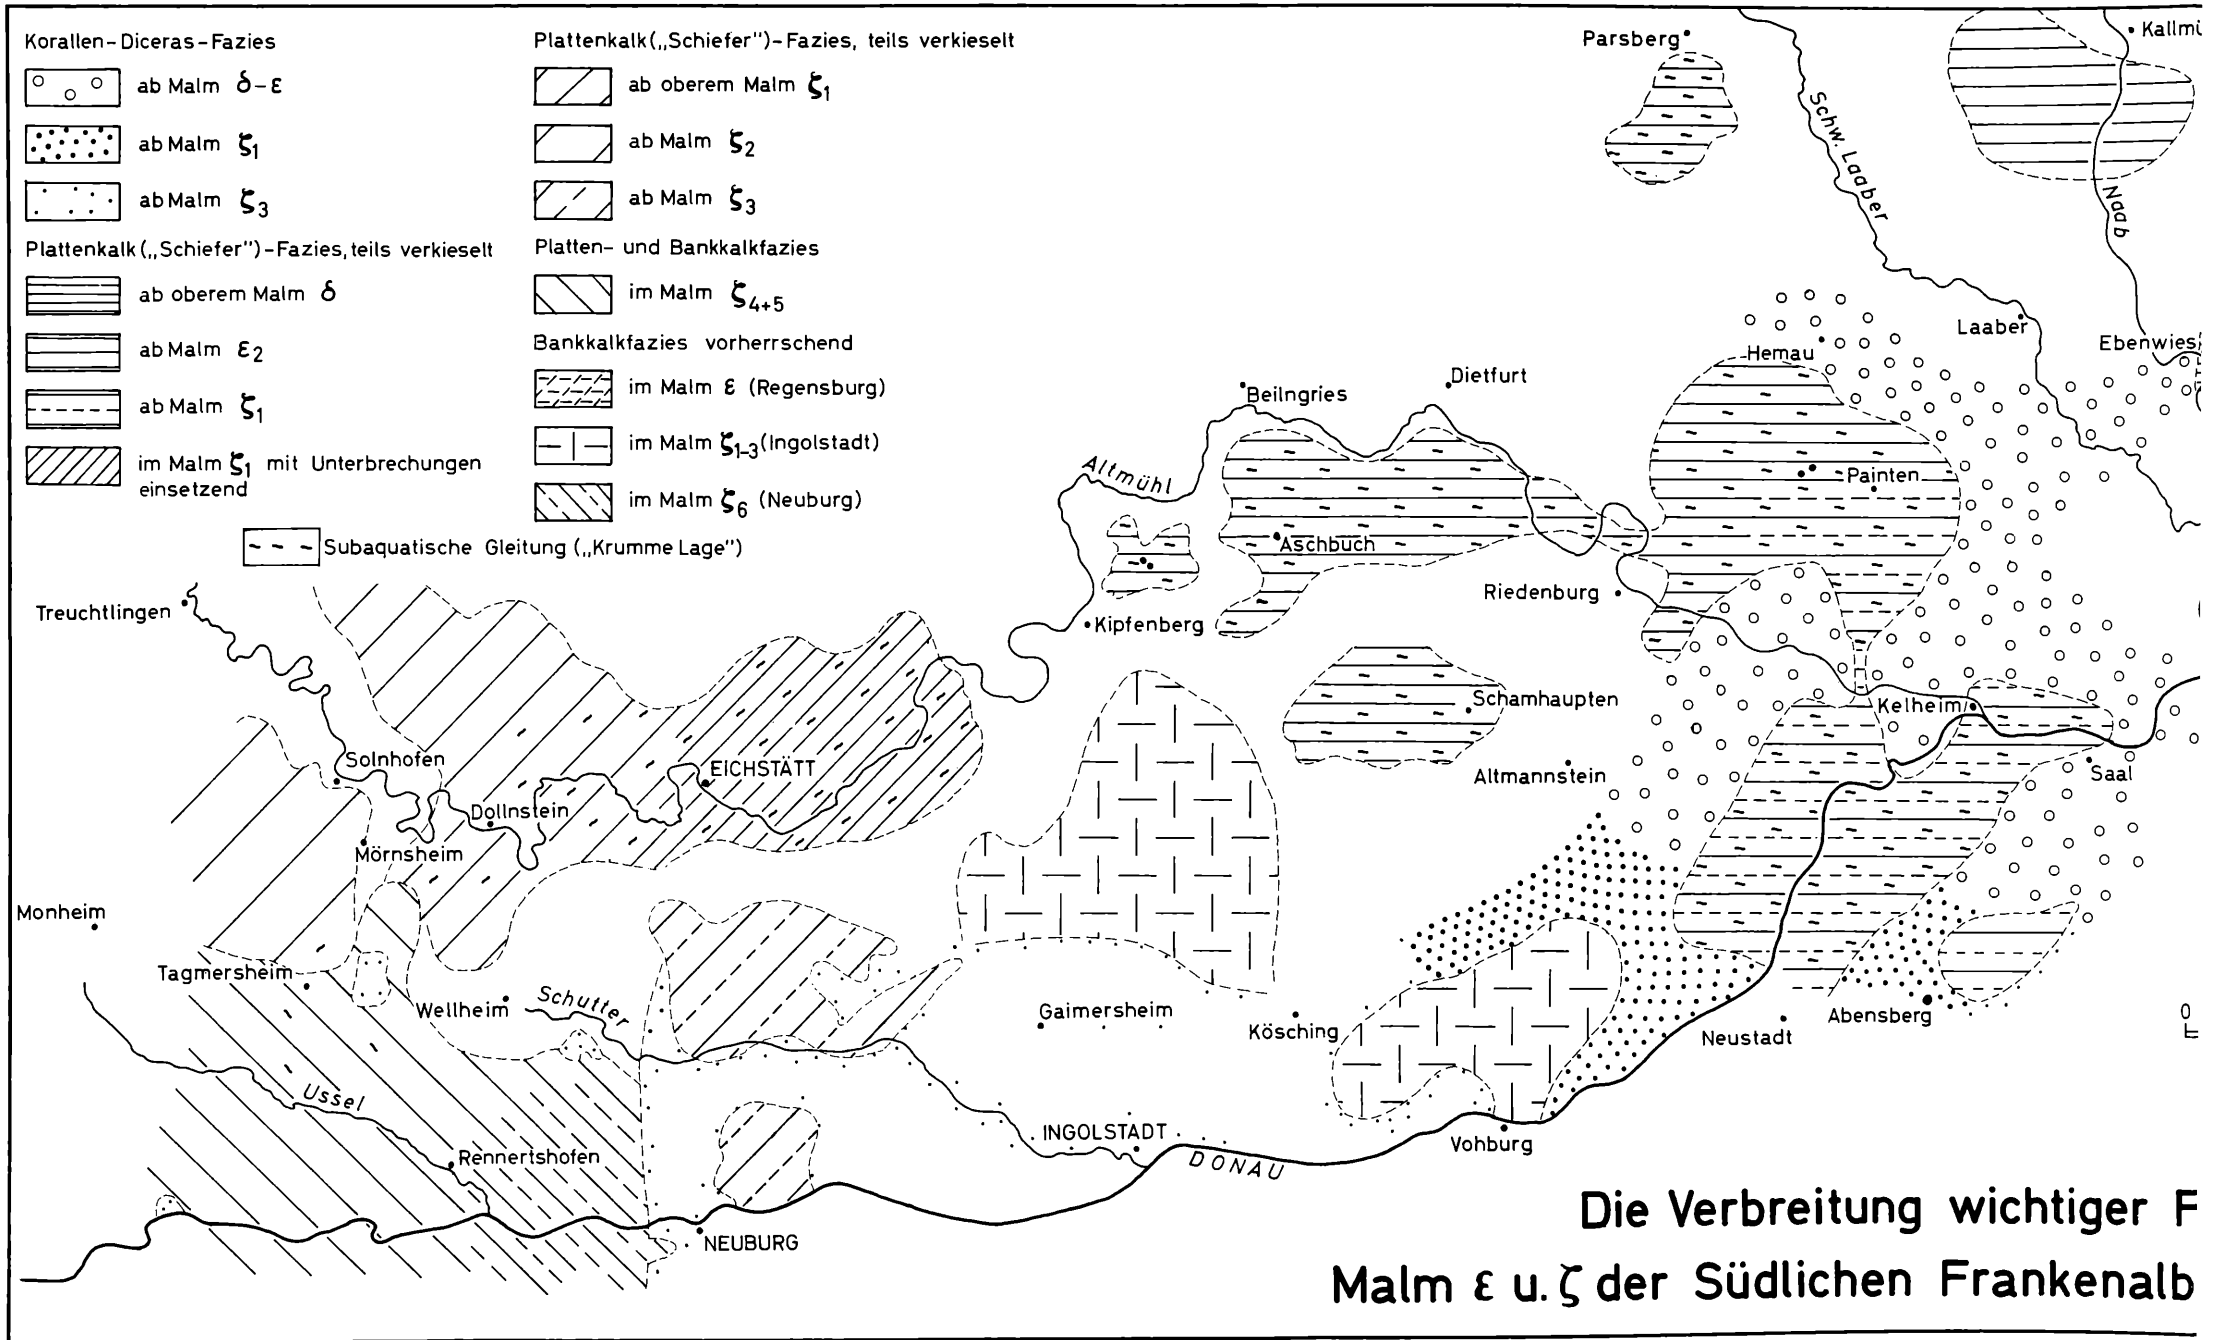 Korallen-Diceras-Fazies
ab Malm δ-ε
ab Malm ζ1
ab Malm ζ3
Plattenkalk („Schiefer")-Fazies, teils verkieselt
ab oberem Malm δ
ab Malm ε2
ab Malm ζ1
im Malm ζ1 mit Unterbrechungen
einsetzend
Plattenkalk („Schiefer")-Fazies, teils verkieselt
ab oberem Malm ζ1
ab Malm ζ2
ab Malm ζ3
Platten- und Bankkalkfazies
im Malm ζ4+5
Bankkalkfazies vorherrschend
im Malm ε (Regensburg)
im Malm ζ1-3 (Ingolstadt)
im Malm ζ6 (Neuburg)
Subaquatische Gleitung („Krumme Lage")
Parsberg
Kallmü
Schw. Laaber
Naab
Laaber
Ebenwies
Hemau
Beilngries
Dietfurt
Altmühl
Painten
Aschbuch
Riedenburg
Treuchtlingen
Kipfenberg
Schamhaupten
Kelheim
Solnhofen
EICHSTÄTT
Altmannstein
Saal
Dollnstein
Mörnsheim
Monheim
Tagmersheim
Wellheim
Schutter
Gaimersheim
Kösching
Neustadt
Abensberg
0
Ussel
INGOLSTADT
Vohburg
Rennertshofen
DONAU
NEUBURG
Die Verbreitung wichtiger F
Malm ε u. ζ der Südlichen Frankenalb